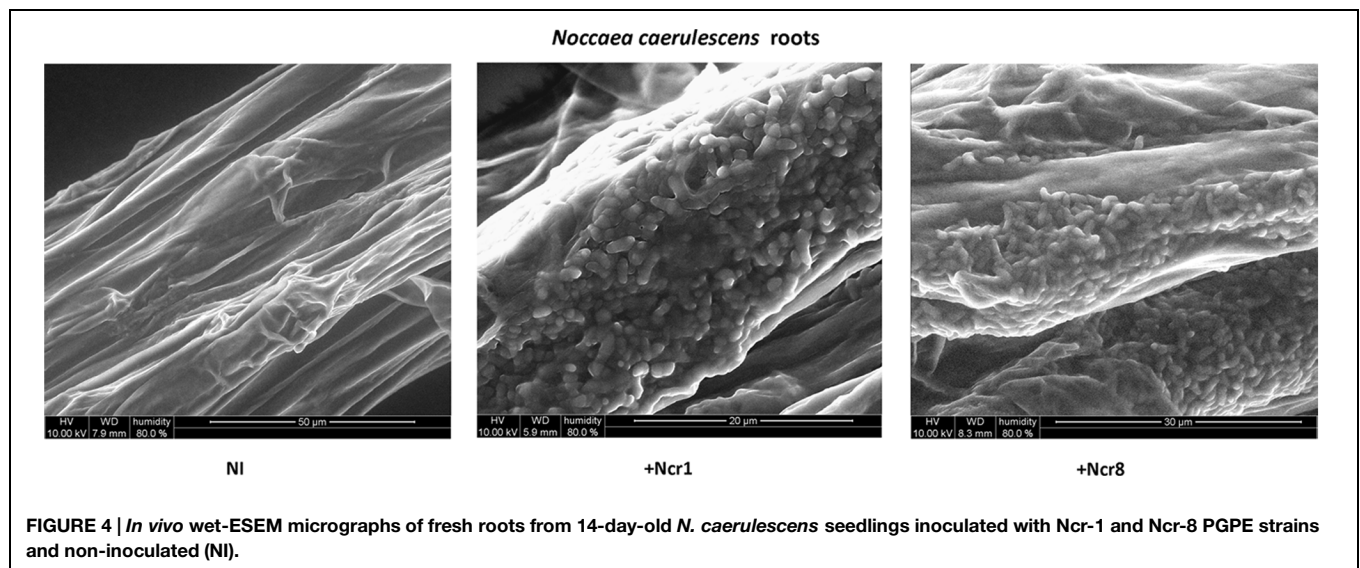 Noccaea caerulescens roots
HV WD humidity 50 µm
10.00 kV 7.9 mm 80.0 %
HV WD humidity 20 µm
10.00 kV 5.9 mm 80.0 %
HV WD humidity 30 µm
10.00 kV 8.3 mm 80.0 %
NI
+Ncr1
+Ncr8
FIGURE 4 | In vivo wet-ESEM micrographs of fresh roots from 14-day-old N. caerulescens seedlings inoculated with Ncr-1 and Ncr-8 PGPE strains
and non-inoculated (NI).